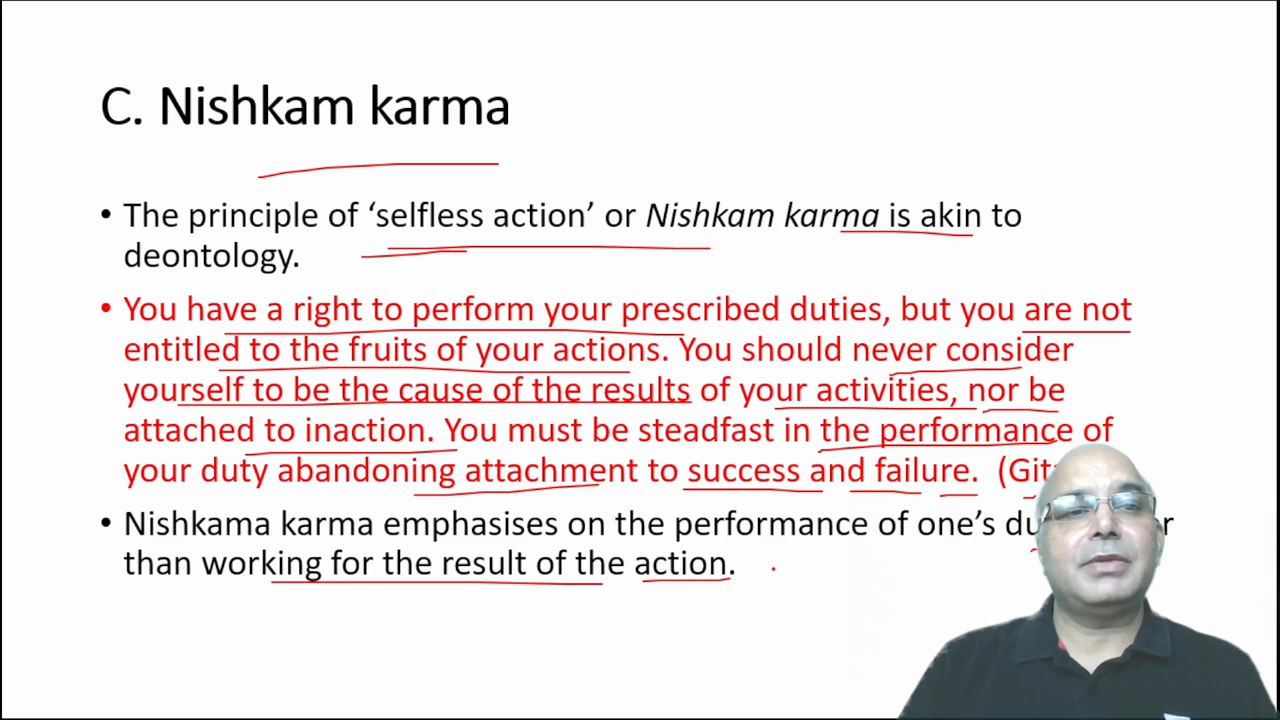 C. Nishkam karma
• The principle of ‘selfless action’ or Nishkam karma is akin to
deontology.
• You have a right to perform your prescribed duties, but you are not
entitled to the fruits of your actions. You should never consider
yourself to be the cause of the results of your activities, nor be
attached to inaction. You must be steadfast in the performance of
your duty abandoning attachment to success and failure.
• Nishkama karma emphasises on the performance of one’s
than working for the result of the action.